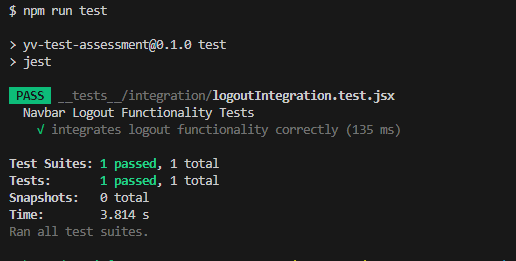 $ npm run test
> yv-test-assessment@0.1.0 test
> jest
PASS __tests__/integration/logoutIntegration.test.jsx
Navbar Logout Functionality Tests
√ integrates logout functionality correctly (135 ms)
Test Suites: 1 passed, 1 total
Tests: 1 passed, 1 total
Snapshots: 0 total
Time: 3.814 s
Ran all test suites.